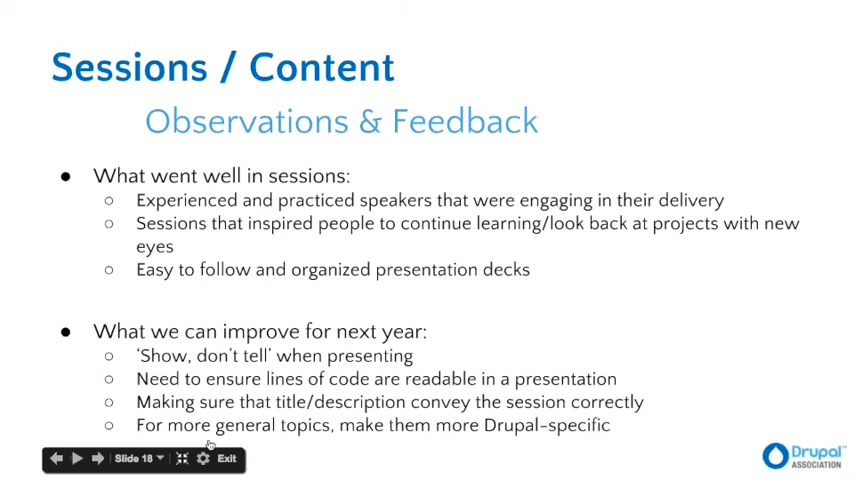 Sessions / Content
Observations & Feedback
● What went well in sessions:
○ Experienced and practiced speakers that were engaging in their delivery
○ Sessions that inspired people to continue learning/look back at projects with new
eyes
○ Easy to follow and organized presentation decks
● What we can improve for next year:
○ ‘Show, don’t tell’ when presenting
○ Need to ensure lines of code are readable in a presentation
○ Making sure that title/description convey the session correctly
○ For more general topics, make them more Drupal-specific
Slide 18 Exit
Drupal™
ASSOCIATION